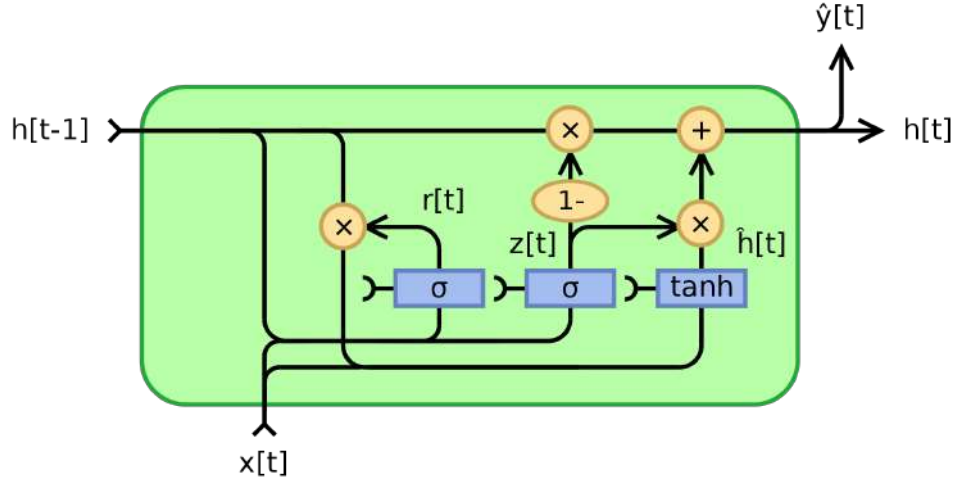 ŷ[t]
h[t-1]
×
+
h[t]
1-
r[t]
×
z[t]
×
ĥ[t]
σ
σ
tanh
x[t]